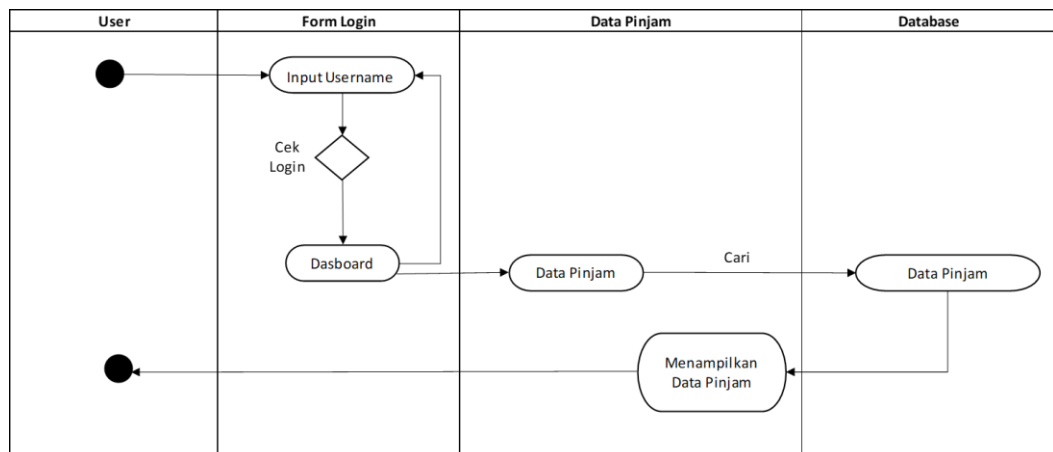 User
Form Login
Data Pinjam
Database
Input Username
Cek
Login
Dasboard
Data Pinjam
Cari
Data Pinjam
Menampilkan
Data Pinjam